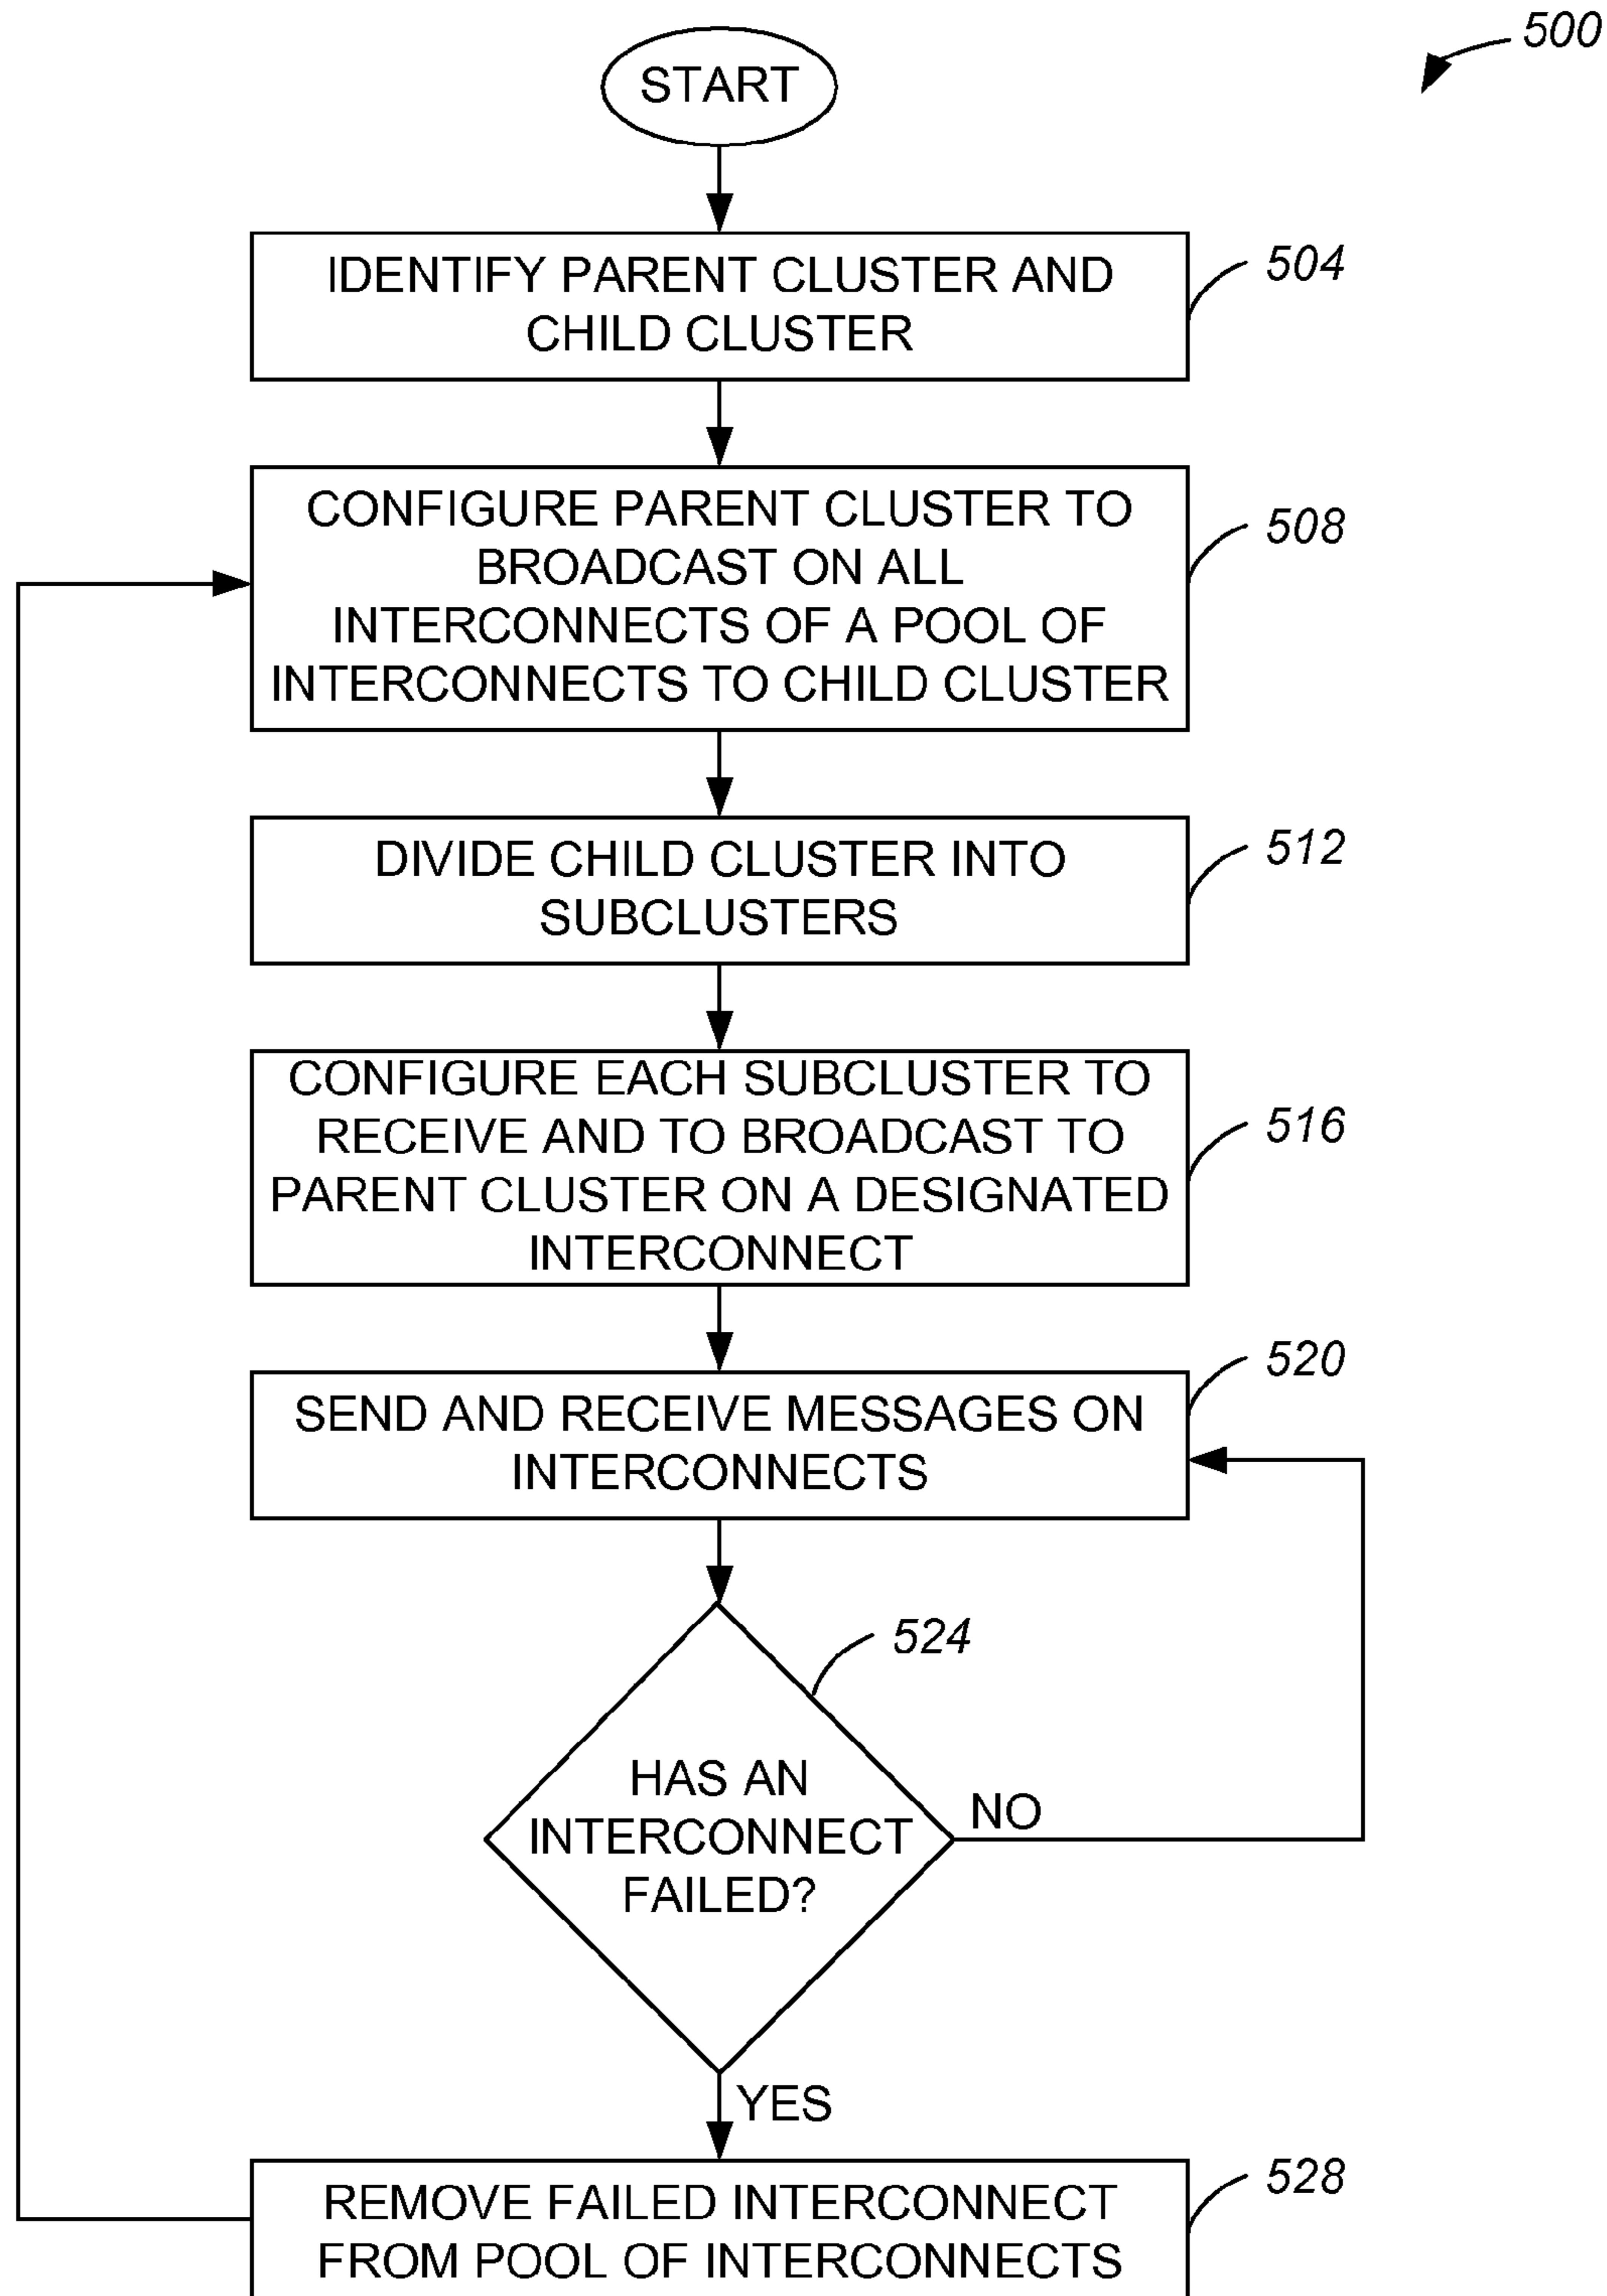 500
START
IDENTIFY PARENT CLUSTER AND
CHILD CLUSTER
504
CONFIGURE PARENT CLUSTER TO
BROADCAST ON ALL
INTERCONNECTS OF A POOL OF
INTERCONNECTS TO CHILD CLUSTER
508
DIVIDE CHILD CLUSTER INTO
SUBCLUSTERS
512
CONFIGURE EACH SUBCLUSTER TO
RECEIVE AND TO BROADCAST TO
PARENT CLUSTER ON A DESIGNATED
INTERCONNECT
516
SEND AND RECEIVE MESSAGES ON
INTERCONNECTS
520
524
HAS AN
INTERCONNECT
FAILED?
NO
YES
REMOVE FAILED INTERCONNECT
FROM POOL OF INTERCONNECTS
528